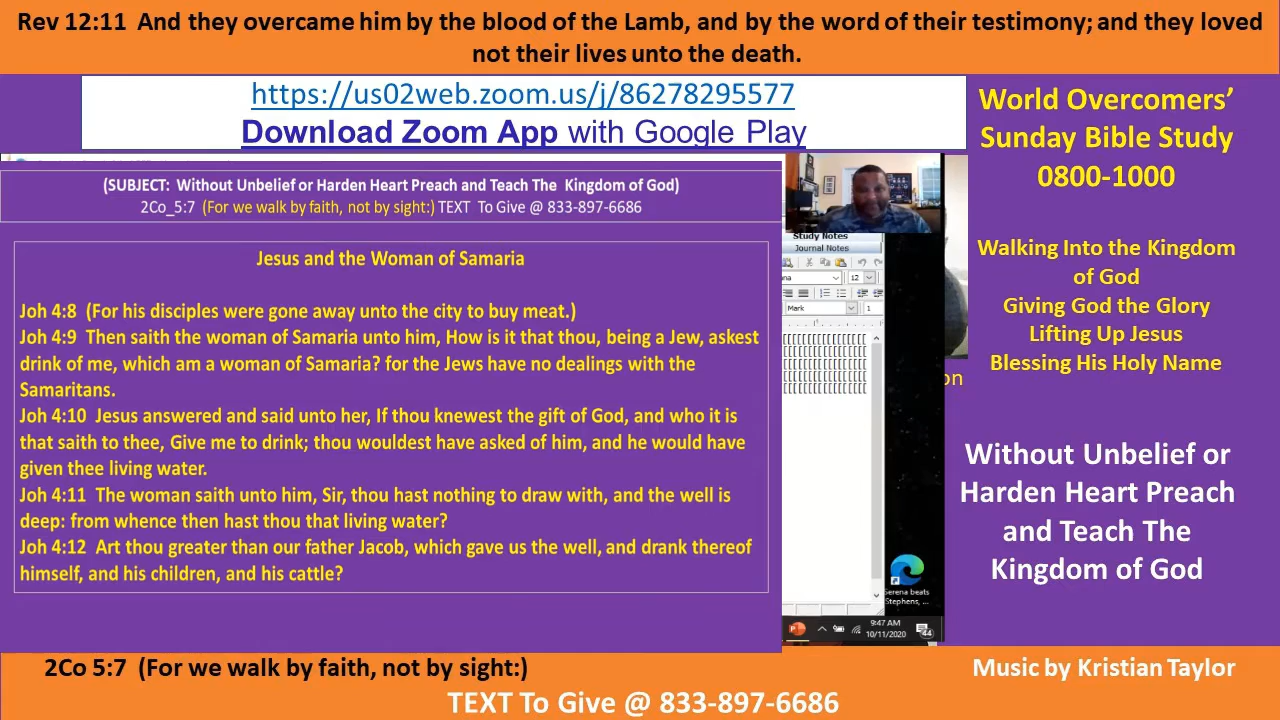 Rev 12:11  And they overcame him by the blood of the Lamb, and by the word of their testimony; and they loved
not their lives unto the death.
https://us02web.zoom.us/j/86278295577
Download Zoom App with Google Play
World Overcomers’
Sunday Bible Study
0800-1000
(SUBJECT:  Without Unbelief or Harden Heart Preach and Teach The  Kingdom of God)
2Co_5:7  (For we walk by faith, not by sight:) TEXT  To Give @ 833-897-6686
Jesus and the Woman of Samaria
Joh 4:8  (For his disciples were gone away unto the city to buy meat.)
Joh 4:9  Then saith the woman of Samaria unto him, How is it that thou, being a Jew, askest
drink of me, which am a woman of Samaria? for the Jews have no dealings with the
Samaritans.
Joh 4:10  Jesus answered and said unto her, If thou knewest the gift of God, and who it is
that saith to thee, Give me to drink; thou wouldest have asked of him, and he would have
given thee living water.
Joh 4:11  The woman saith unto him, Sir, thou hast nothing to draw with, and the well is
deep: from whence then hast thou that living water?
Joh 4:12  Art thou greater than our father Jacob, which gave us the well, and drank thereof
himself, and his children, and his cattle?
Study Notes
Journal Notes
12
Mark
1
on
Serena beats
Stephens, ...
9:47 AM
10/11/2020
44
Walking Into the Kingdom
of God
Giving God the Glory
Lifting Up Jesus
Blessing His Holy Name
Without Unbelief or
Harden Heart Preach
and Teach The
Kingdom of God
2Co 5:7  (For we walk by faith, not by sight:)
Music by Kristian Taylor
TEXT To Give @ 833-897-6686